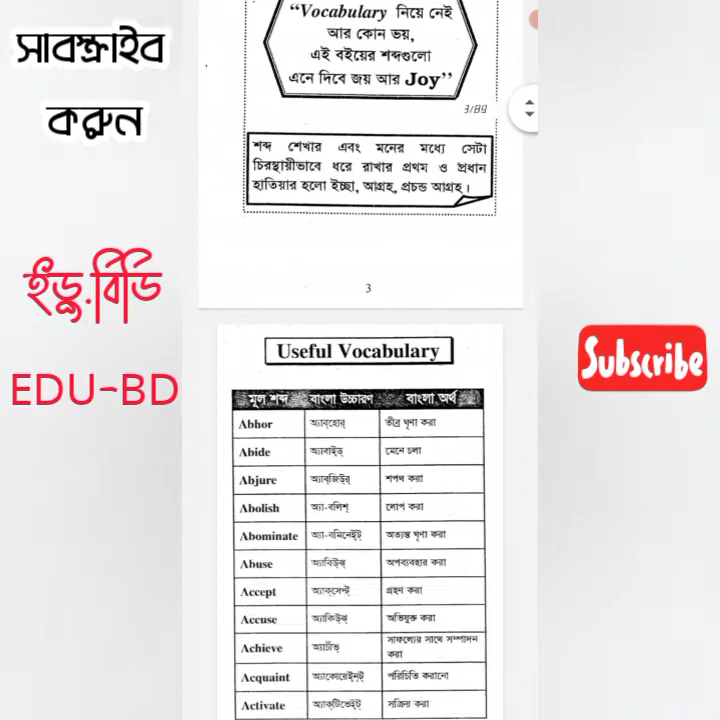 সাবস্ক্রাইব
করুন
ইডু.বিডি
EDU-BD
Subscribe
“Vocabulary নিয়ে নেই
আর কোন ভয়,
এই বইয়ের শব্দগুলো
এনে দিবে জয় আর Joy”
3/89
শব্দ শেখার এবং মনের মধ্যে সেটা
চিরস্থায়ীভাবে ধরে রাখার প্রথম ও প্রধান
হাতিয়ার হলো ইচ্ছা, আগ্রহ, প্রচন্ড আগ্রহ।
3
Useful Vocabulary
মূল শব্দ বাংলা উচ্চারণ বাংলা অর্থ
Abhor অ্যাব্হোর্ তীব্র ঘৃণা করা
Abide অ্যাবাইড্ মেনে চলা
Abjure অ্যাব্জিউর্ শপথ করা
Abolish অ্যা-বলিশ্ লোপ করা
Abominate অ্যা-বমিনেইট্ অত্যন্ত ঘৃণা করা
Abuse অ্যাবিউজ্ অপব্যবহার করা
Accept অ্যাক্সেপ্ট্ গ্রহণ করা
Accuse অ্যাকিউজ্ অভিযুক্ত করা
Achieve অ্যাচীভ্ সাফল্যের সাথে সম্পাদন
করা
Acquaint অ্যাকোয়েইন্ট্ পরিচিতি করানো
Activate অ্যাক্টিভেইট্ সক্রিয় করা